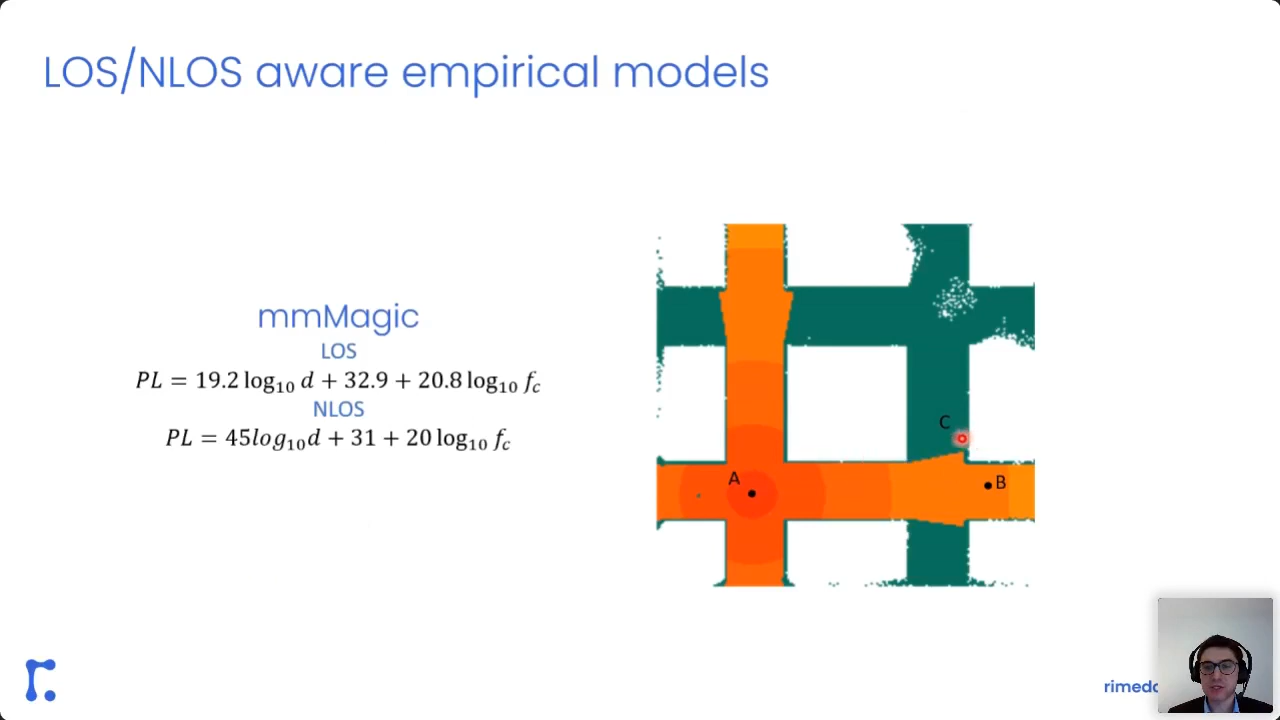 LOS/NLOS aware empirical models
mmMagic
LOS
PL = 19.2 log₁₀ d + 32.9 + 20.8 log₁₀ f_c
NLOS
PL = 45log₁₀d + 31 + 20 log₁₀ f_c
A
B
C